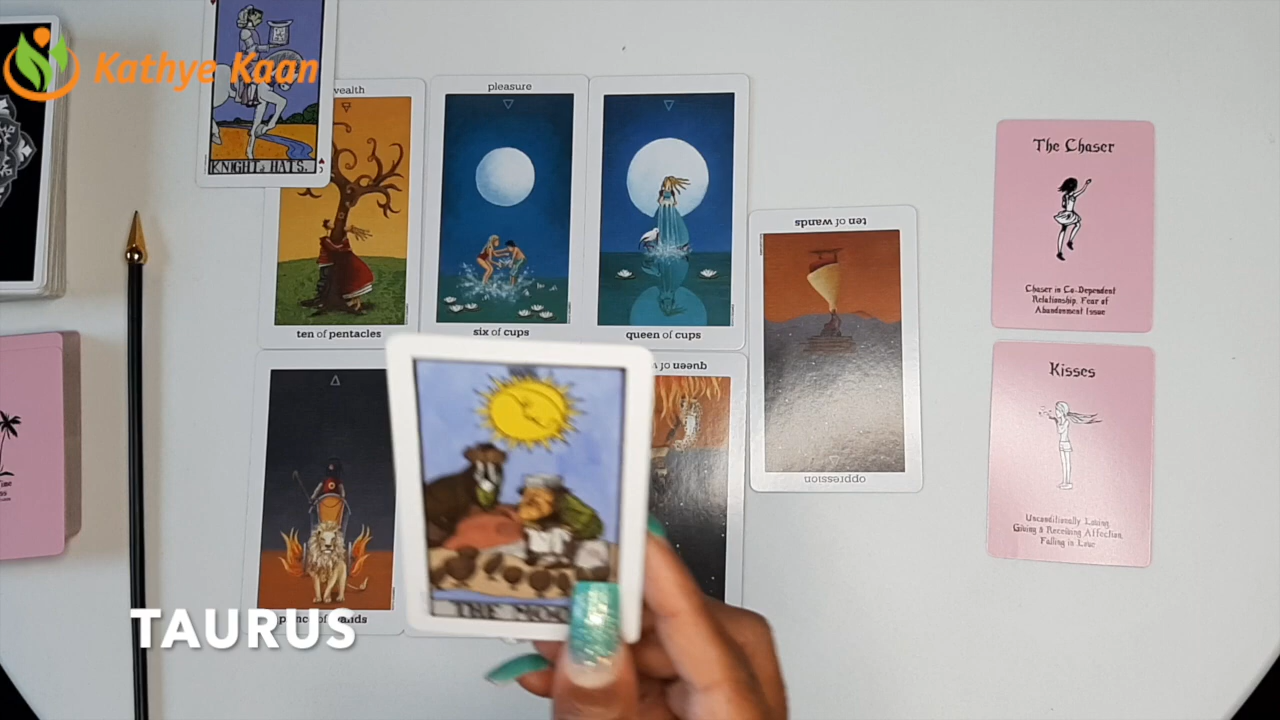 Kathye Kaan
KNIGHT of HATS.
wealth
pleasure
ten of pentacles
six of cups
queen of cups
ten of wands
oppression
queen of
The Chaser
Chaser in Co-Dependent
Relationship. Fear of
Abandonment Issue
Kisses
Unconditionally Loving
Giving & Receiving Affection
Falling in Love
THE MOO
TAURUS